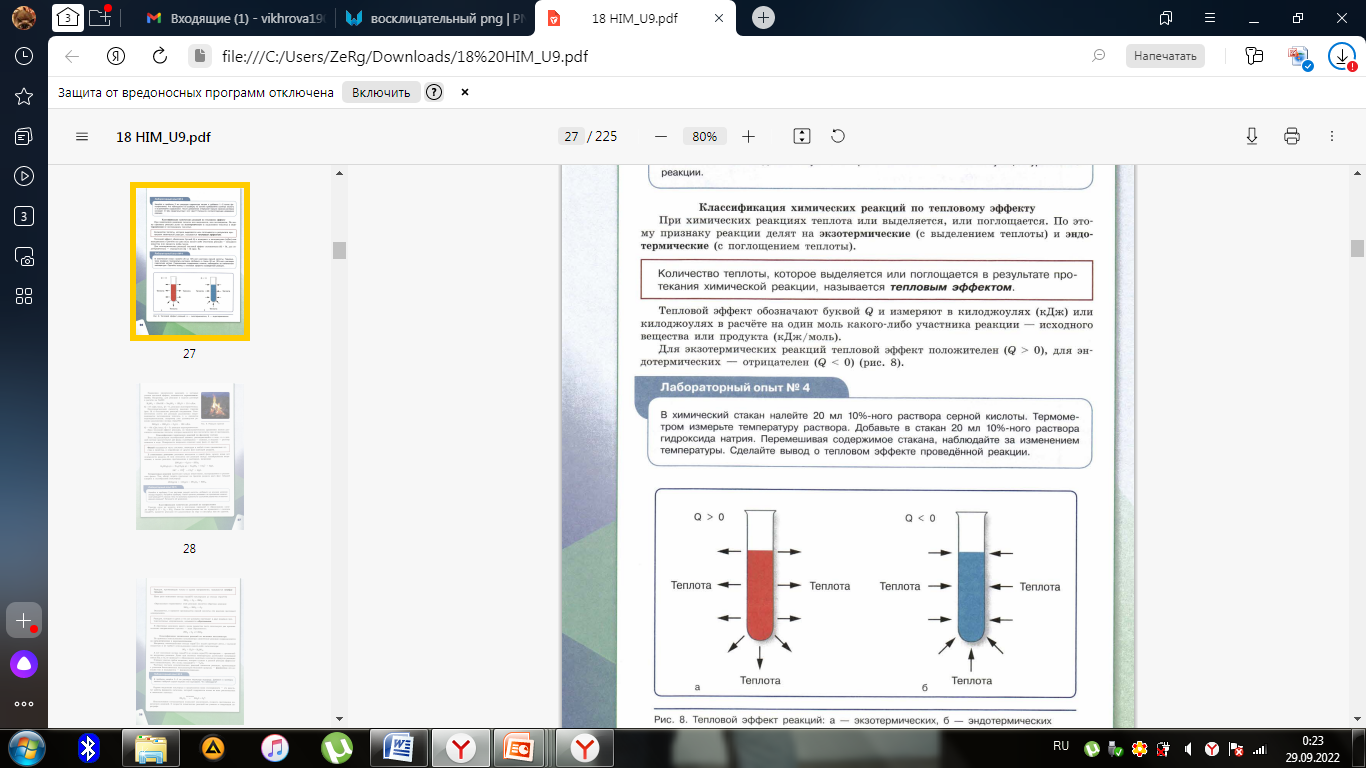 Входящие (1) - vikhrova190
восклицательный png | PN
18 HIM_U9.pdf
file:///C:/Users/ZeRg/Downloads/18%20HIM_U9.pdf
Напечатать
Защита от вредоносных программ отключена
Включить
18 HIM_U9.pdf
27 / 225
80%
3
27
28
реакции.
Классификация химических реакций по тепловому эффекту
При химических реакциях теплота или выделяется, или поглощается. По это-
му признаку реакции делят на экзотермические (с выделением теплоты) и эндо-
термические (с поглощением теплоты).
Количество теплоты, которое выделяется или поглощается в результате про-
текания химической реакции, называется тепловым эффектом.
Тепловой эффект обозначают буквой Q и измеряют в килоджоулях (кДж) или
килоджоулях в расчёте на один моль какого-либо участника реакции — исходного
вещества или продукта (кДж/моль).
Для экзотермических реакций тепловой эффект положителен (Q > 0), для эн-
дотермических — отрицателен (Q < 0) (рис. 8).
Лабораторный опыт № 4
В химический стакан налейте 20 мл 10%-ного раствора серной кислоты. Термоме-
тром измерьте температуру раствора. Добавьте в стакан 20 мл 10%-ного раствора
гидроксида натрия. Перемешивая содержимое стакана, наблюдайте за изменением
температуры. Сделайте вывод о тепловом эффекте проведённой реакции.
Q > 0
Q < 0
Теплота
Теплота
Теплота
Теплота
а
Теплота
б
Теплота
Рис. 8. Тепловой эффект реакций: а — экзотермических, б — эндотермических
RU
0:23
29.09.2022